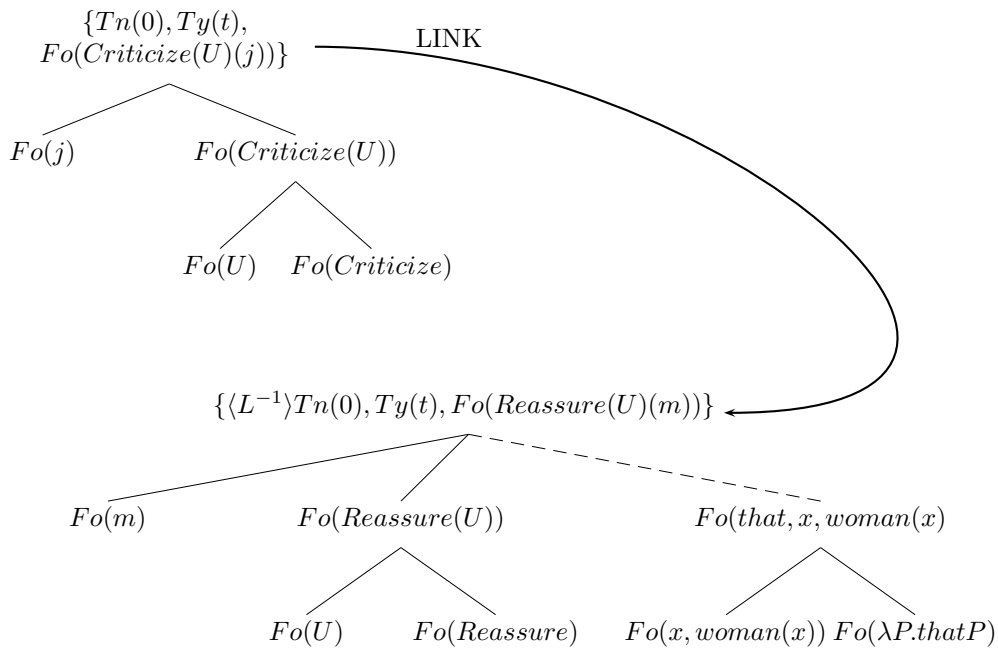 {Tn(0), Ty(t),
Fo(Criticize(U)(j))}
LINK
Fo(j) Fo(Criticize(U))
Fo(U) Fo(Criticize)
{⟨L⁻¹⟩Tn(0), Ty(t), Fo(Reassure(U)(m))}
Fo(m) Fo(Reassure(U)) Fo(that, x, woman(x)
Fo(U) Fo(Reassure) Fo(x, woman(x)) Fo(λP.thatP)